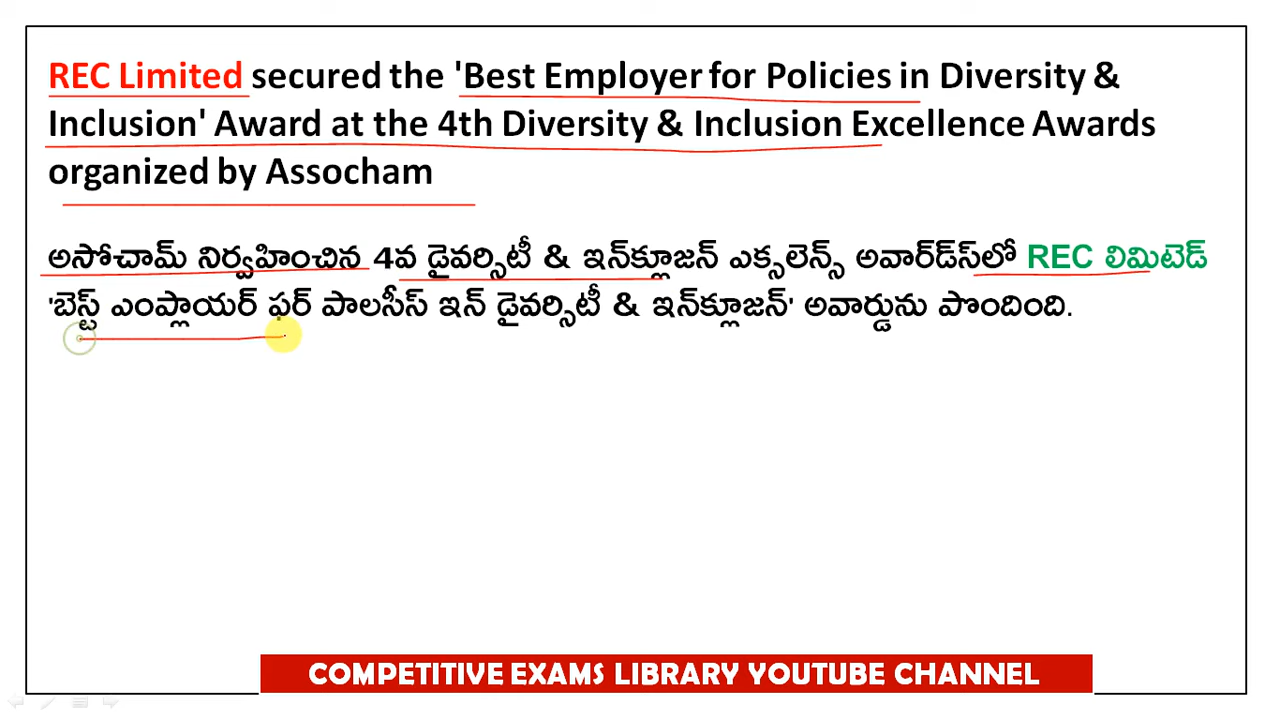 REC Limited secured the 'Best Employer for Policies in Diversity &
Inclusion' Award at the 4th Diversity & Inclusion Excellence Awards
organized by Assocham
అసోచామ్ నిర్వహించిన 4వ డైవర్సిటీ & ఇన్‌క్లూజన్ ఎక్సలెన్స్ అవార్డ్స్‌లో REC లిమిటెడ్
'బెస్ట్ ఎంప్లాయర్ ఫర్ పాలసీస్ ఇన్ డైవర్సిటీ & ఇన్‌క్లూజన్' అవార్డును పొందింది.
COMPETITIVE EXAMS LIBRARY YOUTUBE CHANNEL